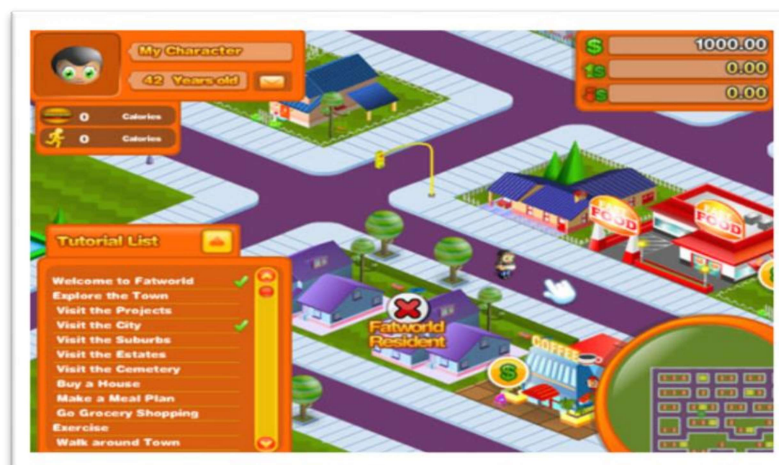 My Character
42 Years old
0 Calories
0 Calories
$ 1000.00
0.00
0.00
FOOD
FOOD
Tutorial List
Welcome to Fatworld
Explore the Town
Visit the Projects
Visit the City
Visit the Suburbs
Visit the Estates
Visit the Cemetery
Buy a House
Make a Meal Plan
Go Grocery Shopping
Exercise
Walk around Town
Fatworld
Resident
COFFEE
$